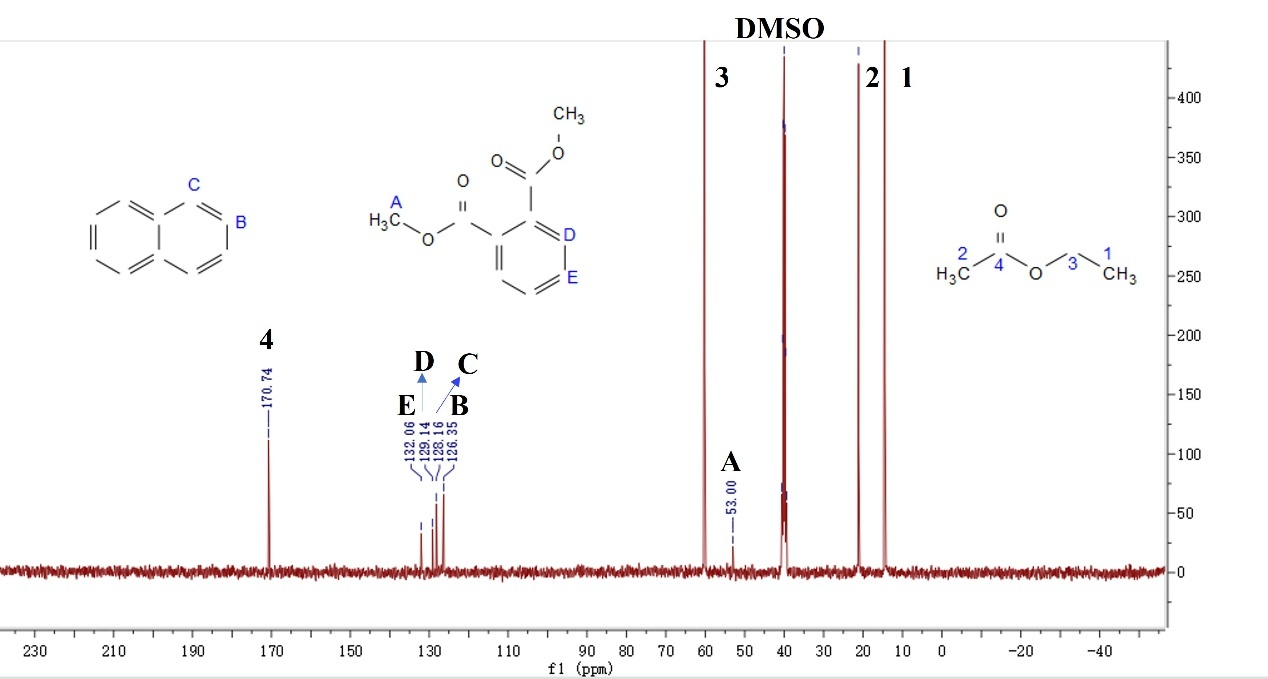 DMSO
3
2
1
400
350
300
250
200
150
100
50
0
C
B
CH3
O
O
O
A
H3C
O
D
E
O
2
4
3
1
H3C
O
CH3
4
170.74
D
C
E
B
132.06
129.14
128.16
126.35
A
53.00
230 210 190 170 150 130 110 90 80 70 60 50 40 30 20 10 0 -20 -40
f1 (ppm)